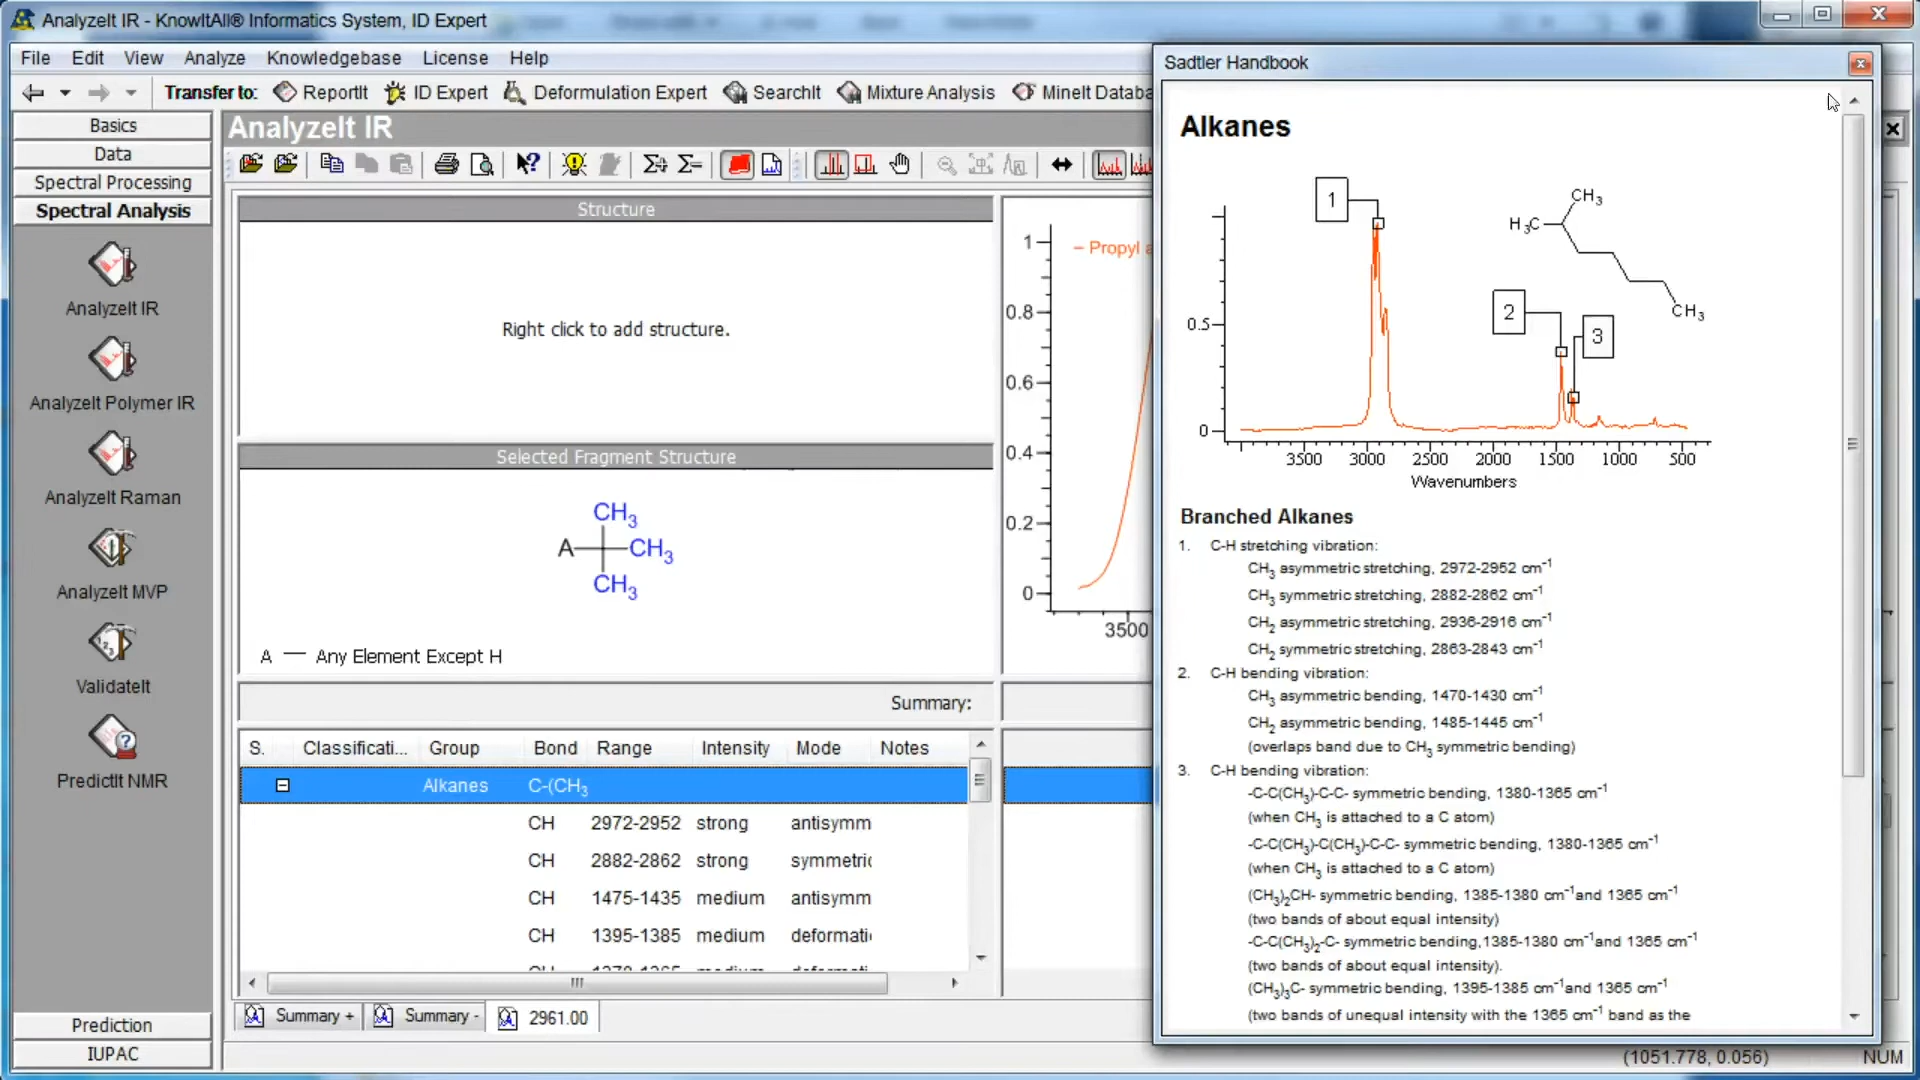 AnalyzeIt IR - KnowItAll® Informatics System, ID Expert
File Edit View Analyze Knowledgebase License Help
Transfer to: ReportIt ID Expert Deformulation Expert SearchIt Mixture Analysis MineIt Databa
Basics
Data
Spectral Processing
Spectral Analysis
AnalyzeIt IR
AnalyzeIt Polymer IR
AnalyzeIt Raman
AnalyzeIt MVP
ValidateIt
PredictIt NMR
Prediction
IUPAC
AnalyzeIt IR
Structure
Right click to add structure.
Selected Fragment Structure
CH3
A CH3
CH3
A — Any Element Except H
Summary:
S. Classificati... Group Bond Range Intensity Mode Notes
Alkanes C-(CH3
CH 2972-2952 strong antisymm
CH 2882-2862 strong symmetric
CH 1475-1435 medium antisymm
CH 1395-1385 medium deformati
Summary + Summary - 2961.00
1
Propyl a
0.8
0.6
0.4
0.2
0
3500
Sadtler Handbook
Alkanes
1
CH3
H3C
2
CH3
3
0.5
0
3500 3000 2500 2000 1500 1000 500
Wavenumbers
Branched Alkanes
1. C-H stretching vibration:
CH3 asymmetric stretching, 2972-2952 cm-1
CH3 symmetric stretching, 2882-2862 cm-1
CH2 asymmetric stretching, 2936-2916 cm-1
CH2 symmetric stretching, 2863-2843 cm-1
2. C-H bending vibration:
CH3 asymmetric bending, 1470-1430 cm-1
CH2 asymmetric bending, 1485-1445 cm-1
(overlaps band due to CH3 symmetric bending)
3. C-H bending vibration:
-C-C(CH3)-C-C- symmetric bending, 1380-1365 cm-1
(when CH3 is attached to a C atom)
-C-C(CH3)-C(CH3)-C-C- symmetric bending, 1380-1365 cm-1
(when CH3 is attached to a C atom)
(CH3)2CH- symmetric bending, 1385-1380 cm-1 and 1365 cm-1
(two bands of about equal intensity)
-C-C(CH3)2-C- symmetric bending,1385-1380 cm-1 and 1365 cm-1
(two bands of about equal intensity).
(CH3)3C- symmetric bending, 1395-1385 cm-1 and 1365 cm-1
(two bands of unequal intensity with the 1365 cm-1 band as the
(1051.778, 0.056) NUM